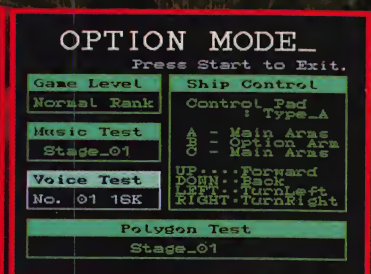 OPTION MODE_
Press Start to Exit.
Game Level
Normal Rank
Music Test
Stage_01
Voice Test
No. 01 16K
Ship Control
Control Pad
: Type_A
A - Main Arms
B - Option Arm
C - Main Arms
UP····Forward
DOWN··Back
LEFT··TurnLeft
RIGHT·TurnRight
Polygon Test
Stage_01